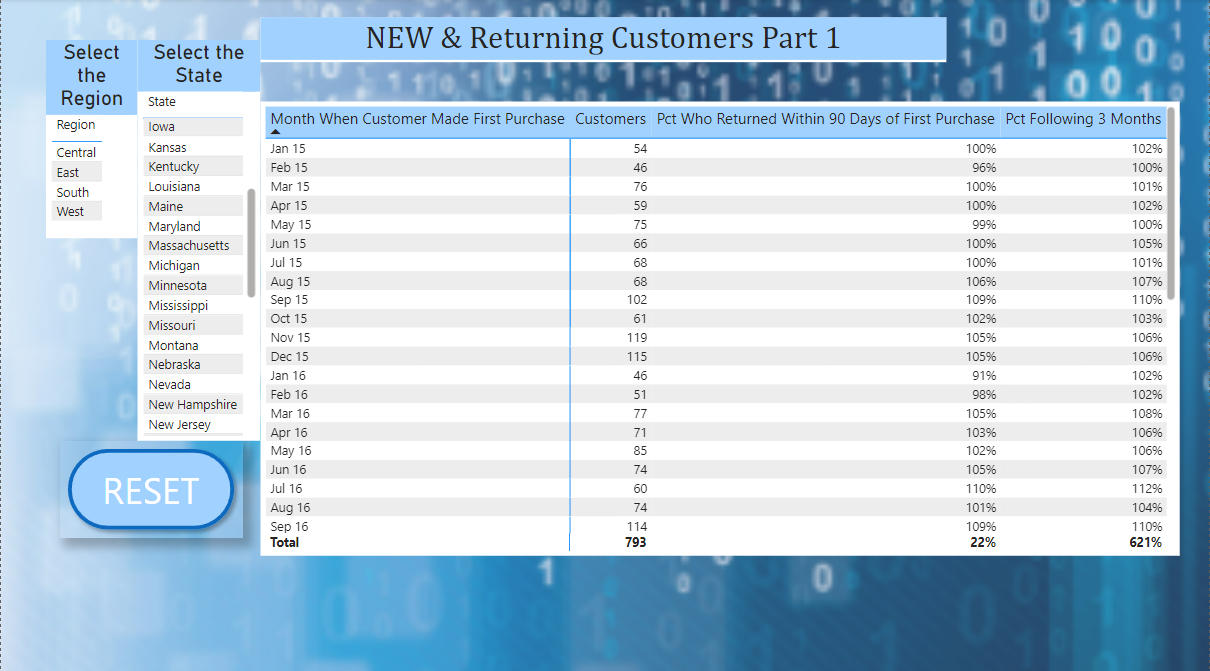 NEW & Returning Customers Part 1
Select
the
Region
Region
Central
East
South
West
Select the
State
State
Iowa
Kansas
Kentucky
Louisiana
Maine
Maryland
Massachusetts
Michigan
Minnesota
Mississippi
Missouri
Montana
Nebraska
Nevada
New Hampshire
New Jersey
RESET
Month When Customer Made First Purchase Customers Pct Who Returned Within 90 Days of First Purchase Pct Following 3 Months
Jan 15 54 100% 102%
Feb 15 46 96% 100%
Mar 15 76 100% 101%
Apr 15 59 100% 102%
May 15 75 99% 100%
Jun 15 66 100% 105%
Jul 15 68 100% 101%
Aug 15 68 106% 107%
Sep 15 102 109% 110%
Oct 15 61 102% 103%
Nov 15 119 105% 106%
Dec 15 115 105% 106%
Jan 16 46 91% 102%
Feb 16 51 98% 102%
Mar 16 77 105% 108%
Apr 16 71 103% 106%
May 16 85 102% 106%
Jun 16 74 105% 107%
Jul 16 60 110% 112%
Aug 16 74 101% 104%
Sep 16 114 109% 110%
Total 793 22% 621%